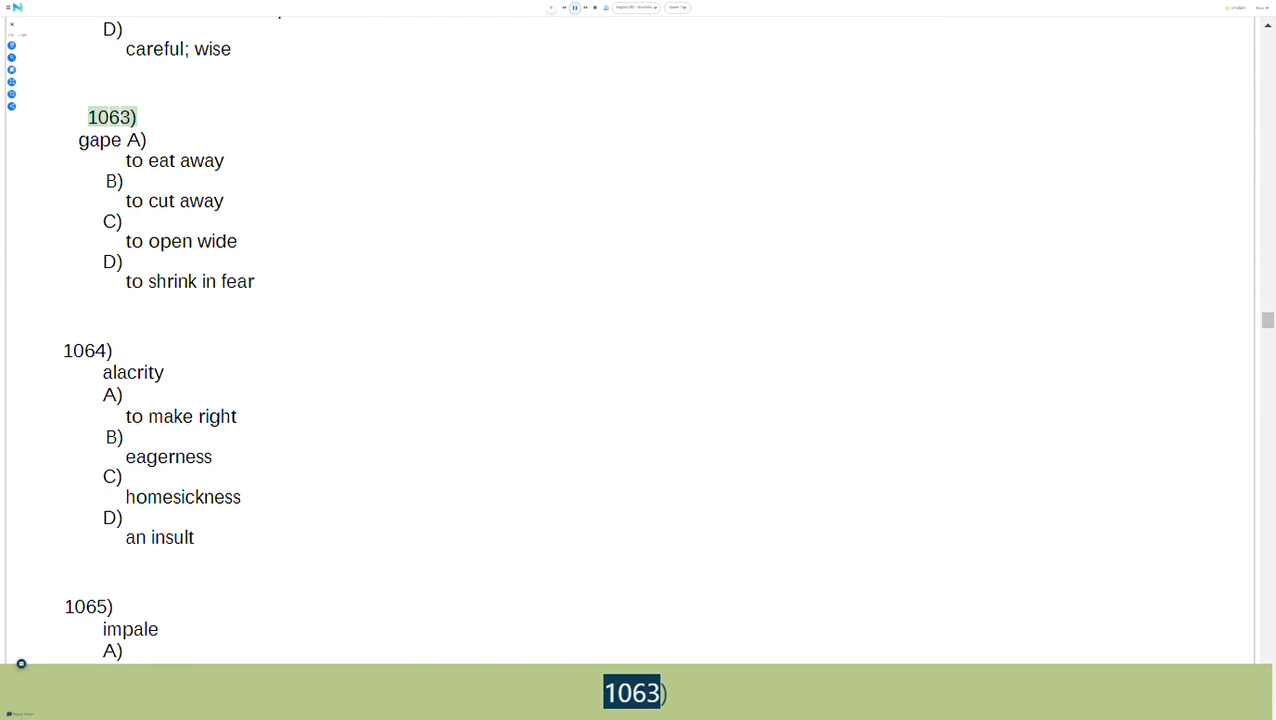 D)
careful; wise
1063)
gape A)
to eat away
B)
to cut away
C)
to open wide
D)
to shrink in fear
1064)
alacrity
A)
to make right
B)
eagerness
C)
homesickness
D)
an insult
1065)
impale
A)
1063)